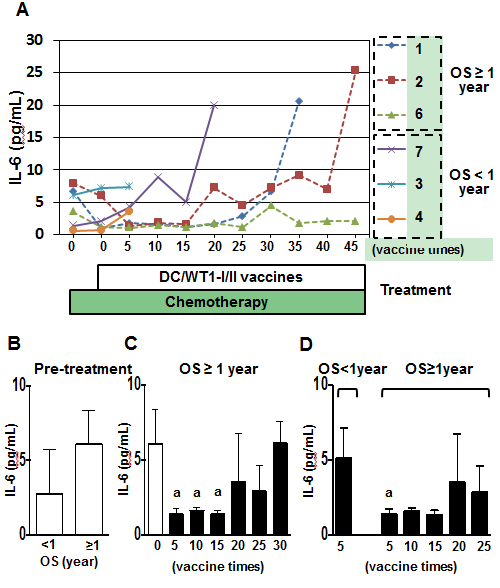 A
IL-6 (pg/mL)
30
25
20
15
10
5
0
0 0 5 10 15 20 25 30 35 40 45
(vaccine times)
1
2
6
OS ≥ 1
year
7
3
4
OS < 1
year
DC/WT1-I/II vaccines
Chemotherapy
Treatment
B
Pre-treatment
IL-6 (pg/mL)
10
5
0
<1 ≥1
OS (year)
C
OS ≥ 1 year
IL-6 (pg/mL)
10
5
0
a a a
0 5 10 15 20 25 30
(vaccine times)
D
OS<1year OS≥1year
IL-6 (pg/mL)
10
5
0
a
5 5 10 15 20 25
(vaccine times)